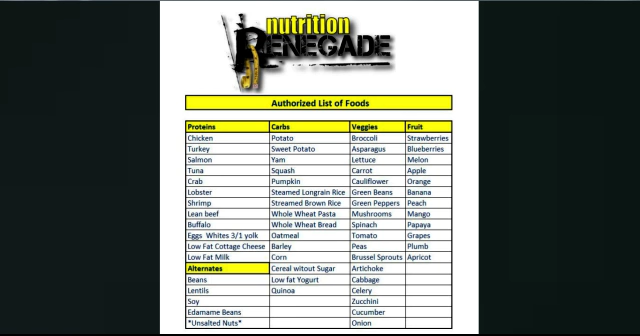 nutrition
RENEGADE
Authorized List of Foods
Proteins Carbs Veggies Fruit
Chicken Potato Broccoli Strawberries
Turkey Sweet Potato Asparagus Blueberries
Salmon Yam Lettuce Melon
Tuna Squash Carrot Apple
Crab Pumpkin Cauliflower Orange
Lobster Steamed Longrain Rice Green Beans Banana
Shrimp Streamed Brown Rice Green Peppers Peach
Lean beef Whole Wheat Pasta Mushrooms Mango
Buffalo Whole Wheat Bread Spinach Papaya
Eggs Whites 3/1 yolk Oatmeal Tomato Grapes
Low Fat Cottage Cheese Barley Peas Plumb
Low Fat Milk Corn Brussel Sprouts Apricot
Alternates Cereal witout Sugar Artichoke
Beans Low fat Yogurt Cabbage
Lentils Quinoa Celery
Soy Zucchini
Edamame Beans Cucumber
*Unsalted Nuts* Onion